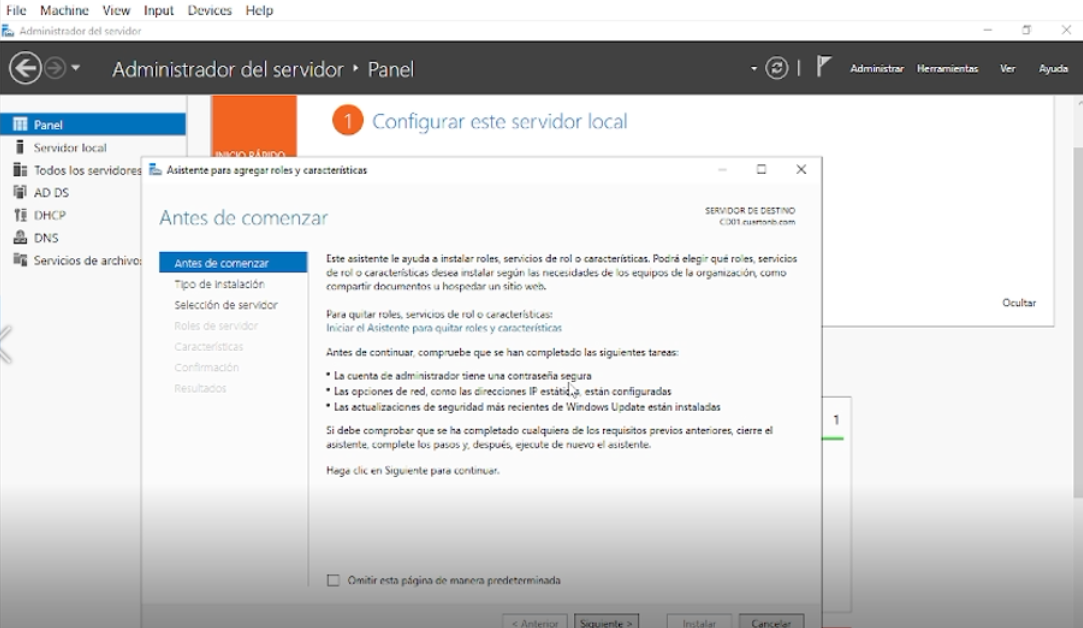 File Machine View Input Devices Help
Administrador del servidor
Administrador del servidor ‣ Panel
Administrar Herramientas Ver Ayuda
Panel
Servidor local
Todos los servidores
AD DS
DHCP
DNS
Servicios de archivo
1 Configurar este servidor local
INICIO RÁPIDO
Ocultar
1
Asistente para agregar roles y características
Antes de comenzar
SERVIDOR DE DESTINO
CD01.cuartonb.com
Antes de comenzar
Tipo de instalación
Selección de servidor
Roles de servidor
Características
Confirmación
Resultados
Este asistente le ayuda a instalar roles, servicios de rol o características. Podrá elegir qué roles, servicios
de rol o características desea instalar según las necesidades de los equipos de la organización, como
compartir documentos u hospedar un sitio web.
Para quitar roles, servicios de rol o características:
Iniciar el Asistente para quitar roles y características
Antes de continuar, compruebe que se han completado las siguientes tareas:
• La cuenta de administrador tiene una contraseña segura
• Las opciones de red, como las direcciones IP estáticas, están configuradas
• Las actualizaciones de seguridad más recientes de Windows Update están instaladas
Si debe comprobar que se ha completado cualquiera de los requisitos previos anteriores, cierre el
asistente, complete los pasos y, después, ejecute de nuevo el asistente.
Haga clic en Siguiente para continuar.
Omitir esta página de manera predeterminada
< Anterior Siguiente > Instalar Cancelar